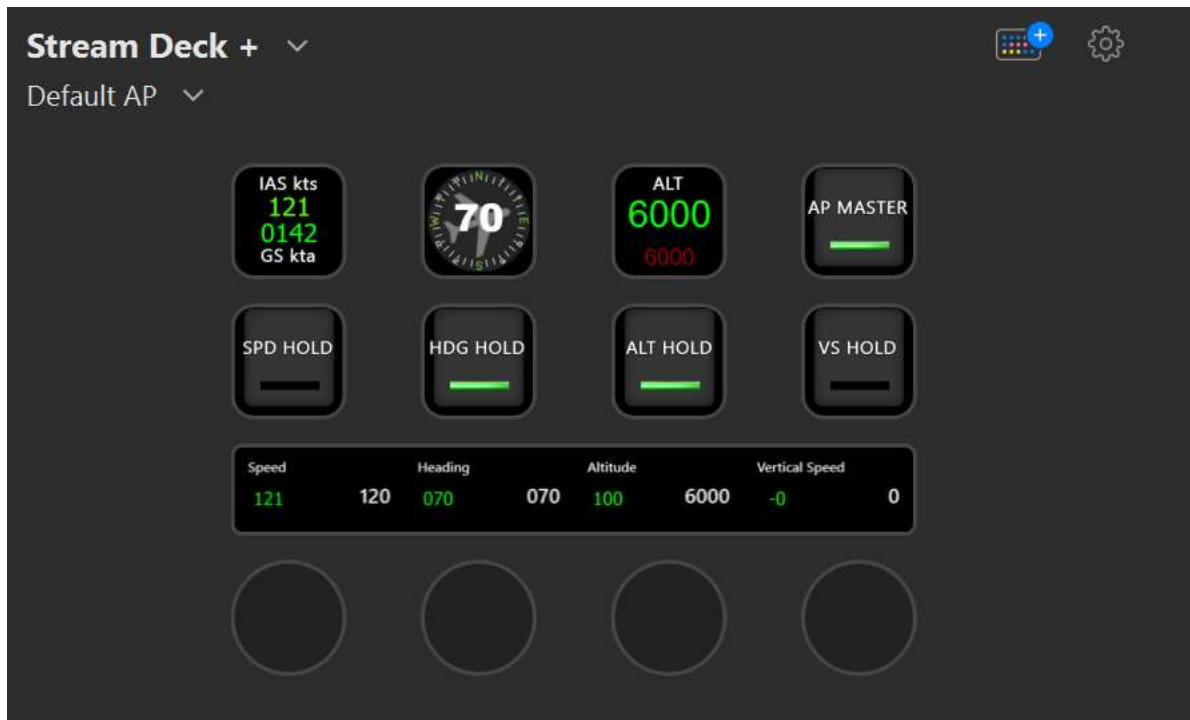 Stream Deck +
Default AP
IAS kts
121
0142
GS kta
N
E
S
W
70
ALT
6000
6000
AP MASTER
SPD HOLD
HDG HOLD
ALT HOLD
VS HOLD
Speed
121 120
Heading
070 070
Altitude
100 6000
Vertical Speed
-0 0